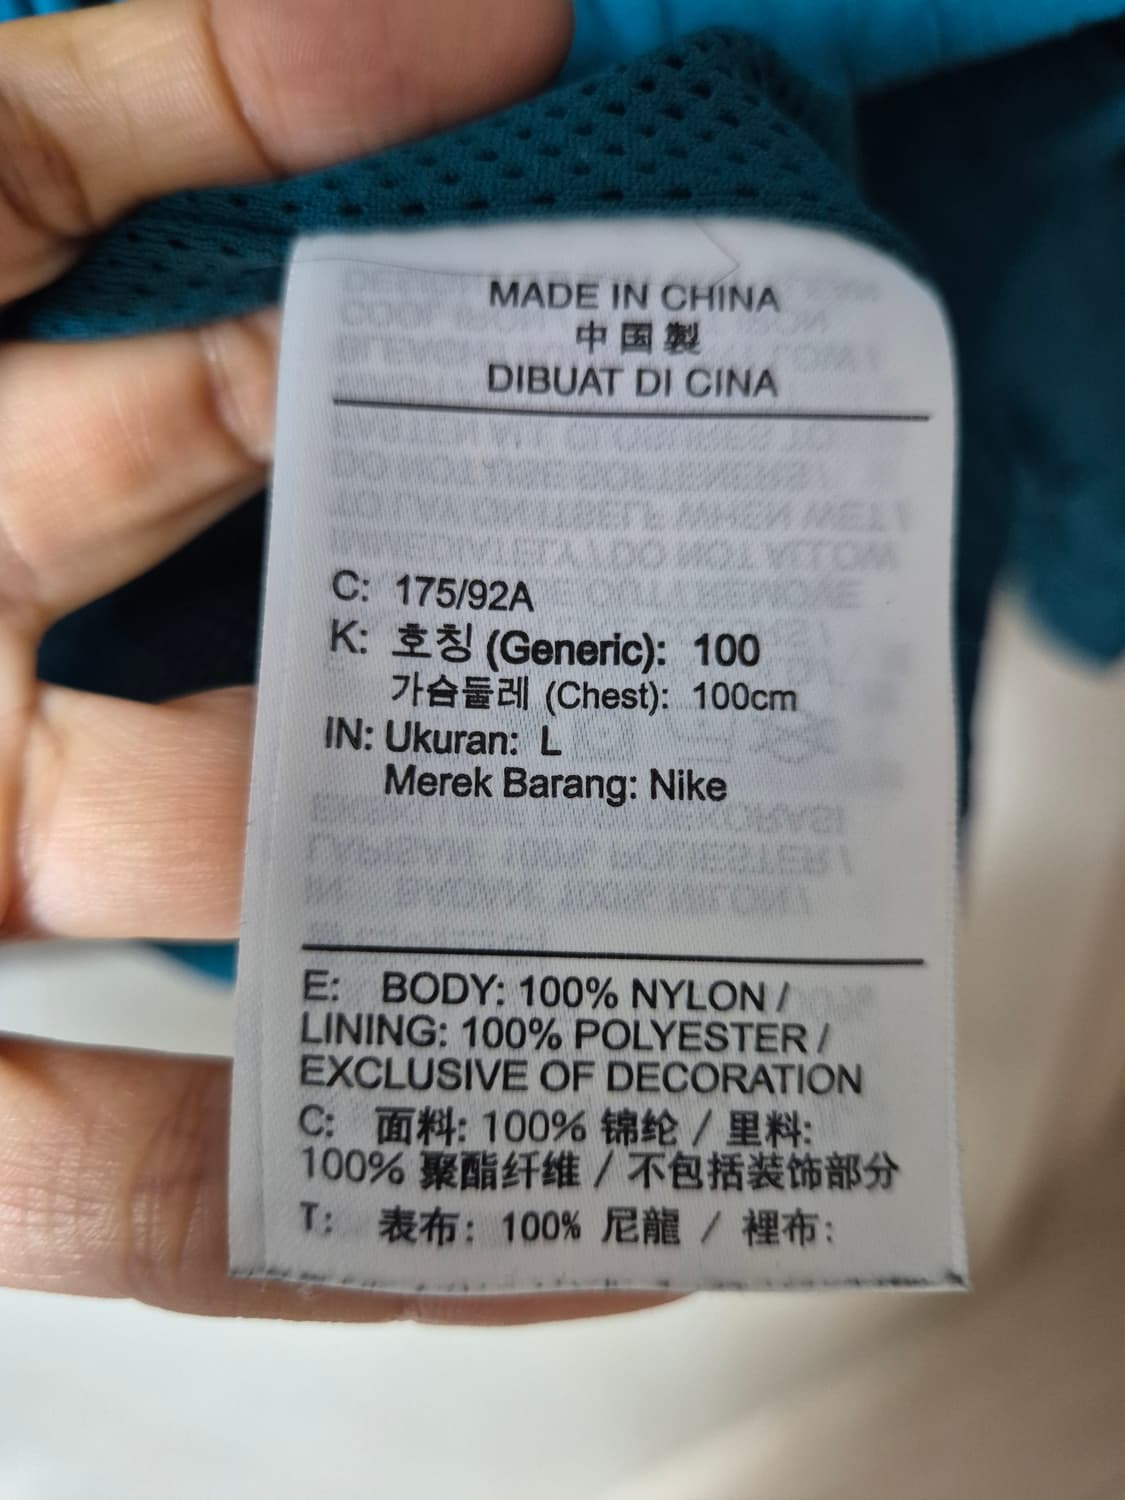 MADE IN CHINA
中国製
DIBUAT DI CINA
C: 175/92A
K: 호칭 (Generic): 100
가슴둘레 (Chest): 100cm
IN: Ukuran: L
Merek Barang: Nike
E: BODY: 100% NYLON /
LINING: 100% POLYESTER /
EXCLUSIVE OF DECORATION
C: 面料: 100% 锦纶 / 里料:
100% 聚酯纤维 / 不包括装饰部分
T: 表布: 100% 尼龍 / 裡布: